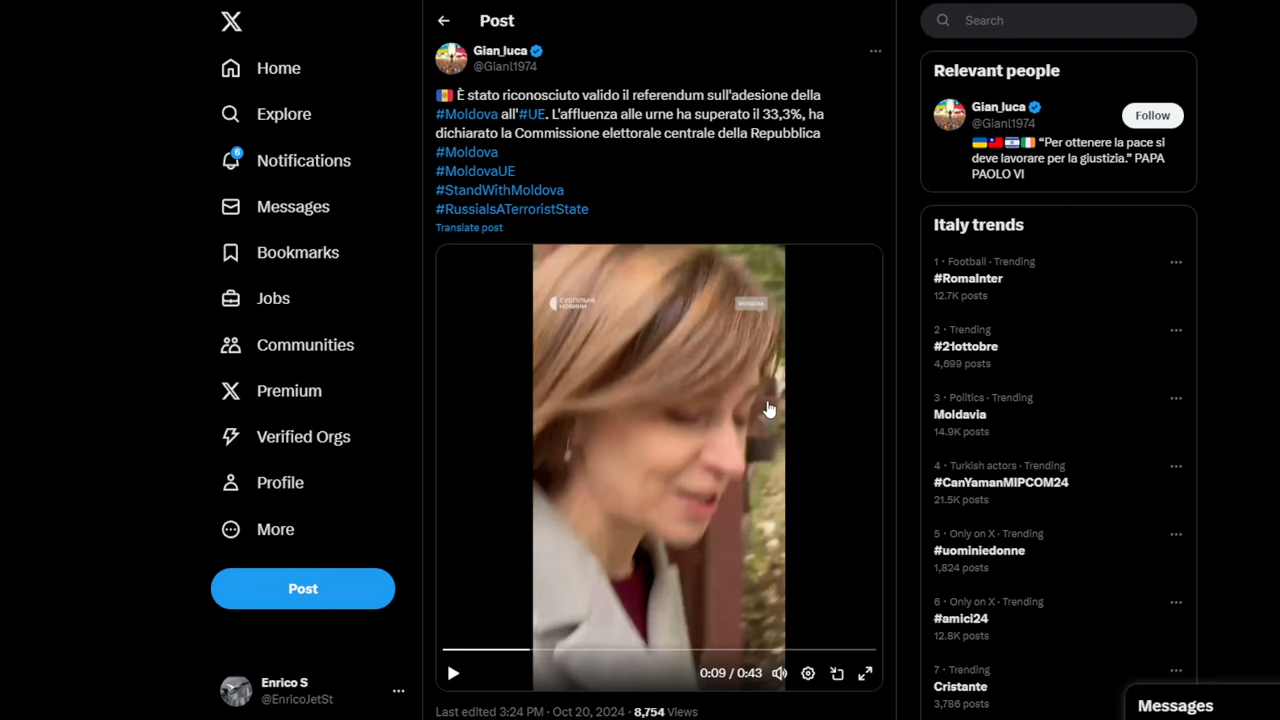 Home
Explore
6
Notifications
Messages
Bookmarks
Jobs
Communities
Premium
Verified Orgs
Profile
More
Post
Enrico S
@EnricoJetSt
Post
Gian_luca
@Gianl1974
È stato riconosciuto valido il referendum sull'adesione della
#Moldova all'#UE. L'affluenza alle urne ha superato il 33,3%, ha
dichiarato la Commissione elettorale centrale della Repubblica
#Moldova
#MoldovaUE
#StandWithMoldova
#RussiaIsATerroristState
Translate post
СУСПІЛЬНЕ
НОВИНИ
МОЛДОВА
0:09 / 0:43
Last edited 3:24 PM · Oct 20, 2024 · 8,754 Views
Search
Relevant people
Gian_luca
@Gianl1974
Follow
“Per ottenere la pace si
deve lavorare per la giustizia.” PAPA
PAOLO VI
Italy trends
1 · Football · Trending
#RomaInter
12.7K posts
2 · Trending
#21ottobre
4,699 posts
3 · Politics · Trending
Moldavia
14.9K posts
4 · Turkish actors · Trending
#CanYamanMIPCOM24
21.5K posts
5 · Only on X · Trending
#uominiedonne
1,824 posts
6 · Only on X · Trending
#amici24
12.8K posts
7 · Trending
Cristante
3,786 posts
Messages